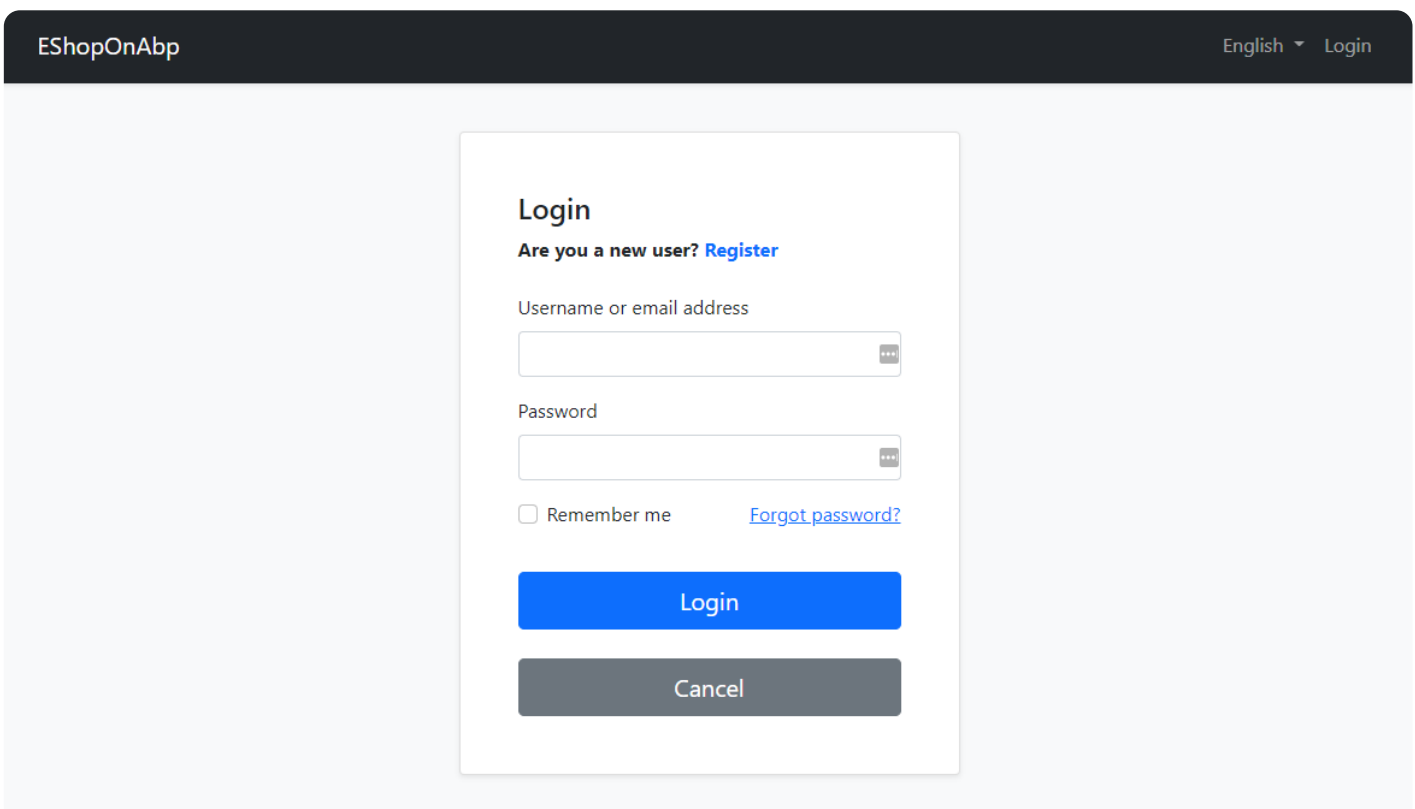 EShopOnAbp English Login
Login
Are you a new user? Register
Username or email address
Password
Remember me Forgot password?
Login
Cancel